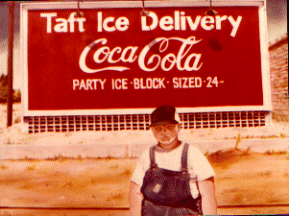 Taft Ice Delivery
Coca-Cola
PARTY ICE-BLOCK-SIZED-24-